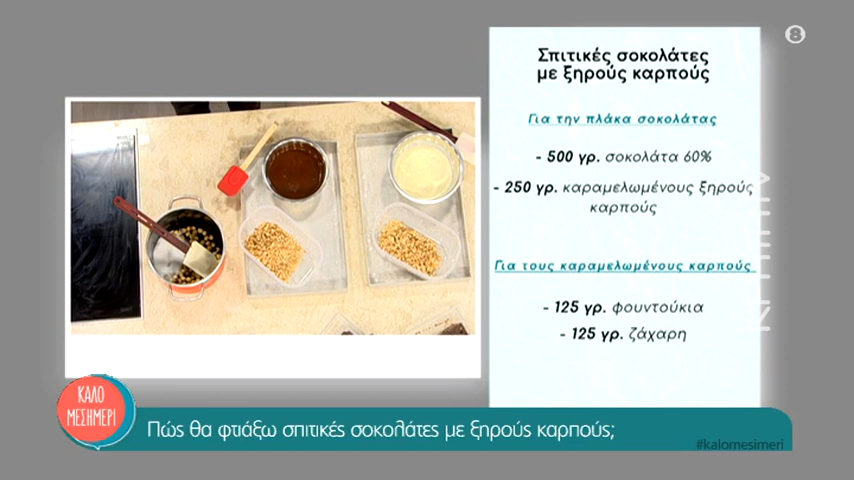 8
Σπιτικές σοκολάτες
με ξηρούς καρπούς
Για την πλάκα σοκολάτας
- 500 γρ. σοκολάτα 60%
- 250 γρ. καραμελωμένους ξηρούς
καρπούς
Για τους καραμελωμένους καρπούς
- 125 γρ. φουντούκια
- 125 γρ. ζάχαρη
ΚΑΛΟ
ΜΕΣΗΜΕΡΙ
Πώς θα φτιάξω σπιτικές σοκολάτες με ξηρούς καρπούς;
#kalomesimeri